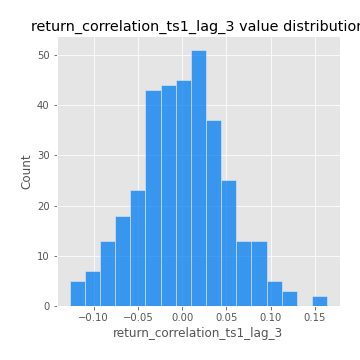 return_correlation_ts1_lag_3 value distribution
50
40
30
20
10
0
Count
−0.10 −0.05 0.00 0.05 0.10 0.15
return_correlation_ts1_lag_3